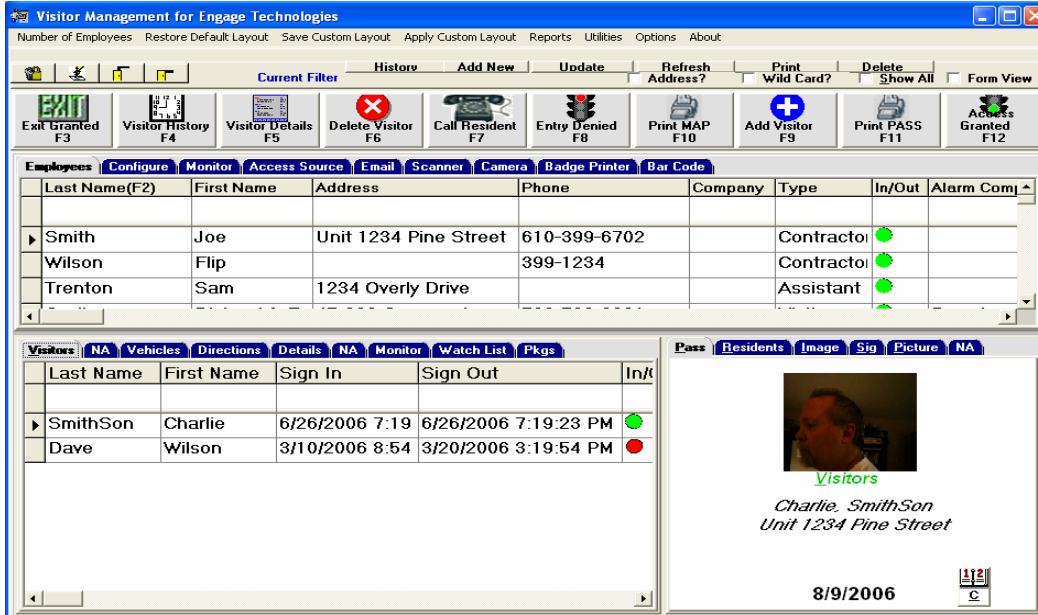 Visitor Management for Engage Technologies
Number of Employees Restore Default Layout Save Custom Layout Apply Custom Layout Reports Utilities Options About
History Add New Update Refresh Print Delete
Current Filter Address? Wild Card? Show All Form View
EXIT
Exit Granted Visitor History Visitor Details Delete Visitor Call Resident Entry Denied Print MAP Add Visitor Print PASS Access Granted
F3 F4 F5 F6 F7 F8 F10 F9 F11 F12
Employees Configure Monitor Access Source Email Scanner Camera Badge Printer Bar Code
Last Name(F2) First Name Address Phone Company Type In/Out Alarm Com
Smith Joe Unit 1234 Pine Street 610-399-6702 Contractor
Wilson Flip 399-1234 Contractor
Trenton Sam 1234 Overly Drive Assistant
Visitors NA Vehicles Directions Details NA Monitor Watch List Pkgs
Last Name First Name Sign In Sign Out In/
SmithSon Charlie 6/26/2006 7:19 6/26/2006 7:19:23 PM
Dave Wilson 3/10/2006 8:54 3/20/2006 3:19:54 PM
Pass Residents Image Sig Picture NA
Visitors
Charlie, SmithSon
Unit 1234 Pine Street
8/9/2006
C